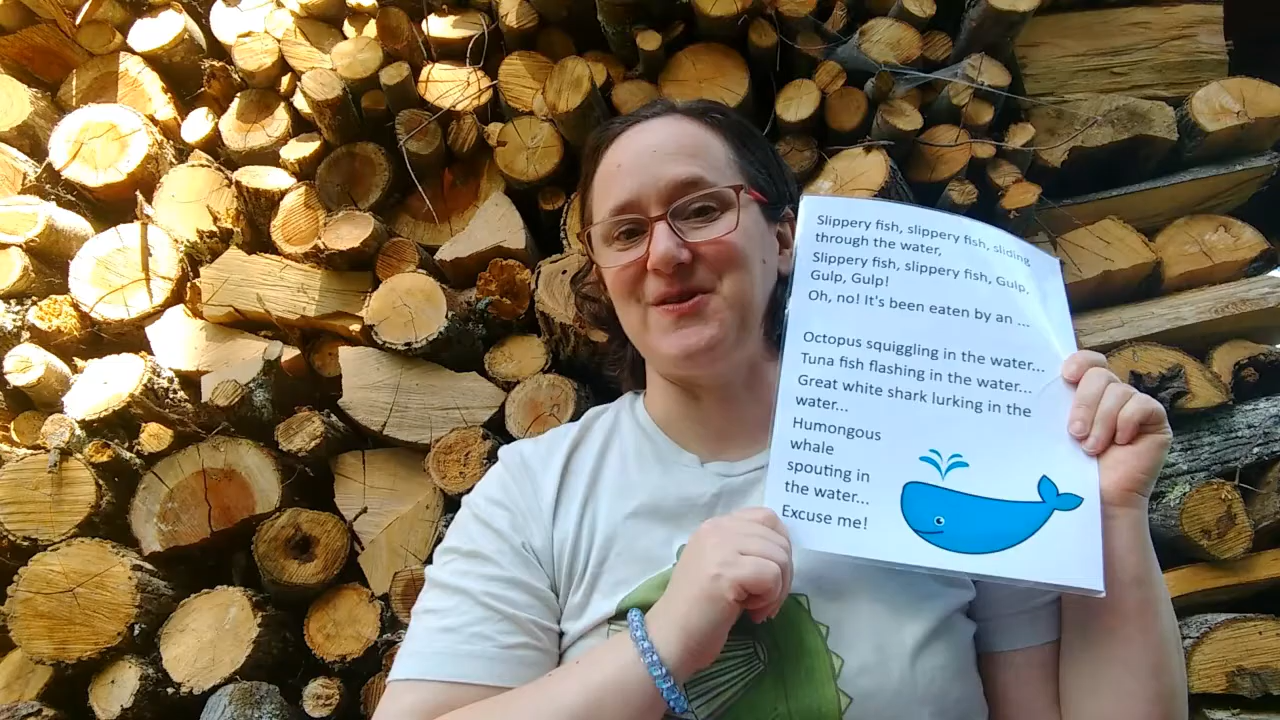 Slippery fish, slippery fish, sliding
through the water,
Slippery fish, slippery fish, Gulp,
Gulp, Gulp!
Oh, no! It's been eaten by an ...
Octopus squiggling in the water...
Tuna fish flashing in the water...
Great white shark lurking in the
water...
Humongous
whale
spouting in
the water...
Excuse me!